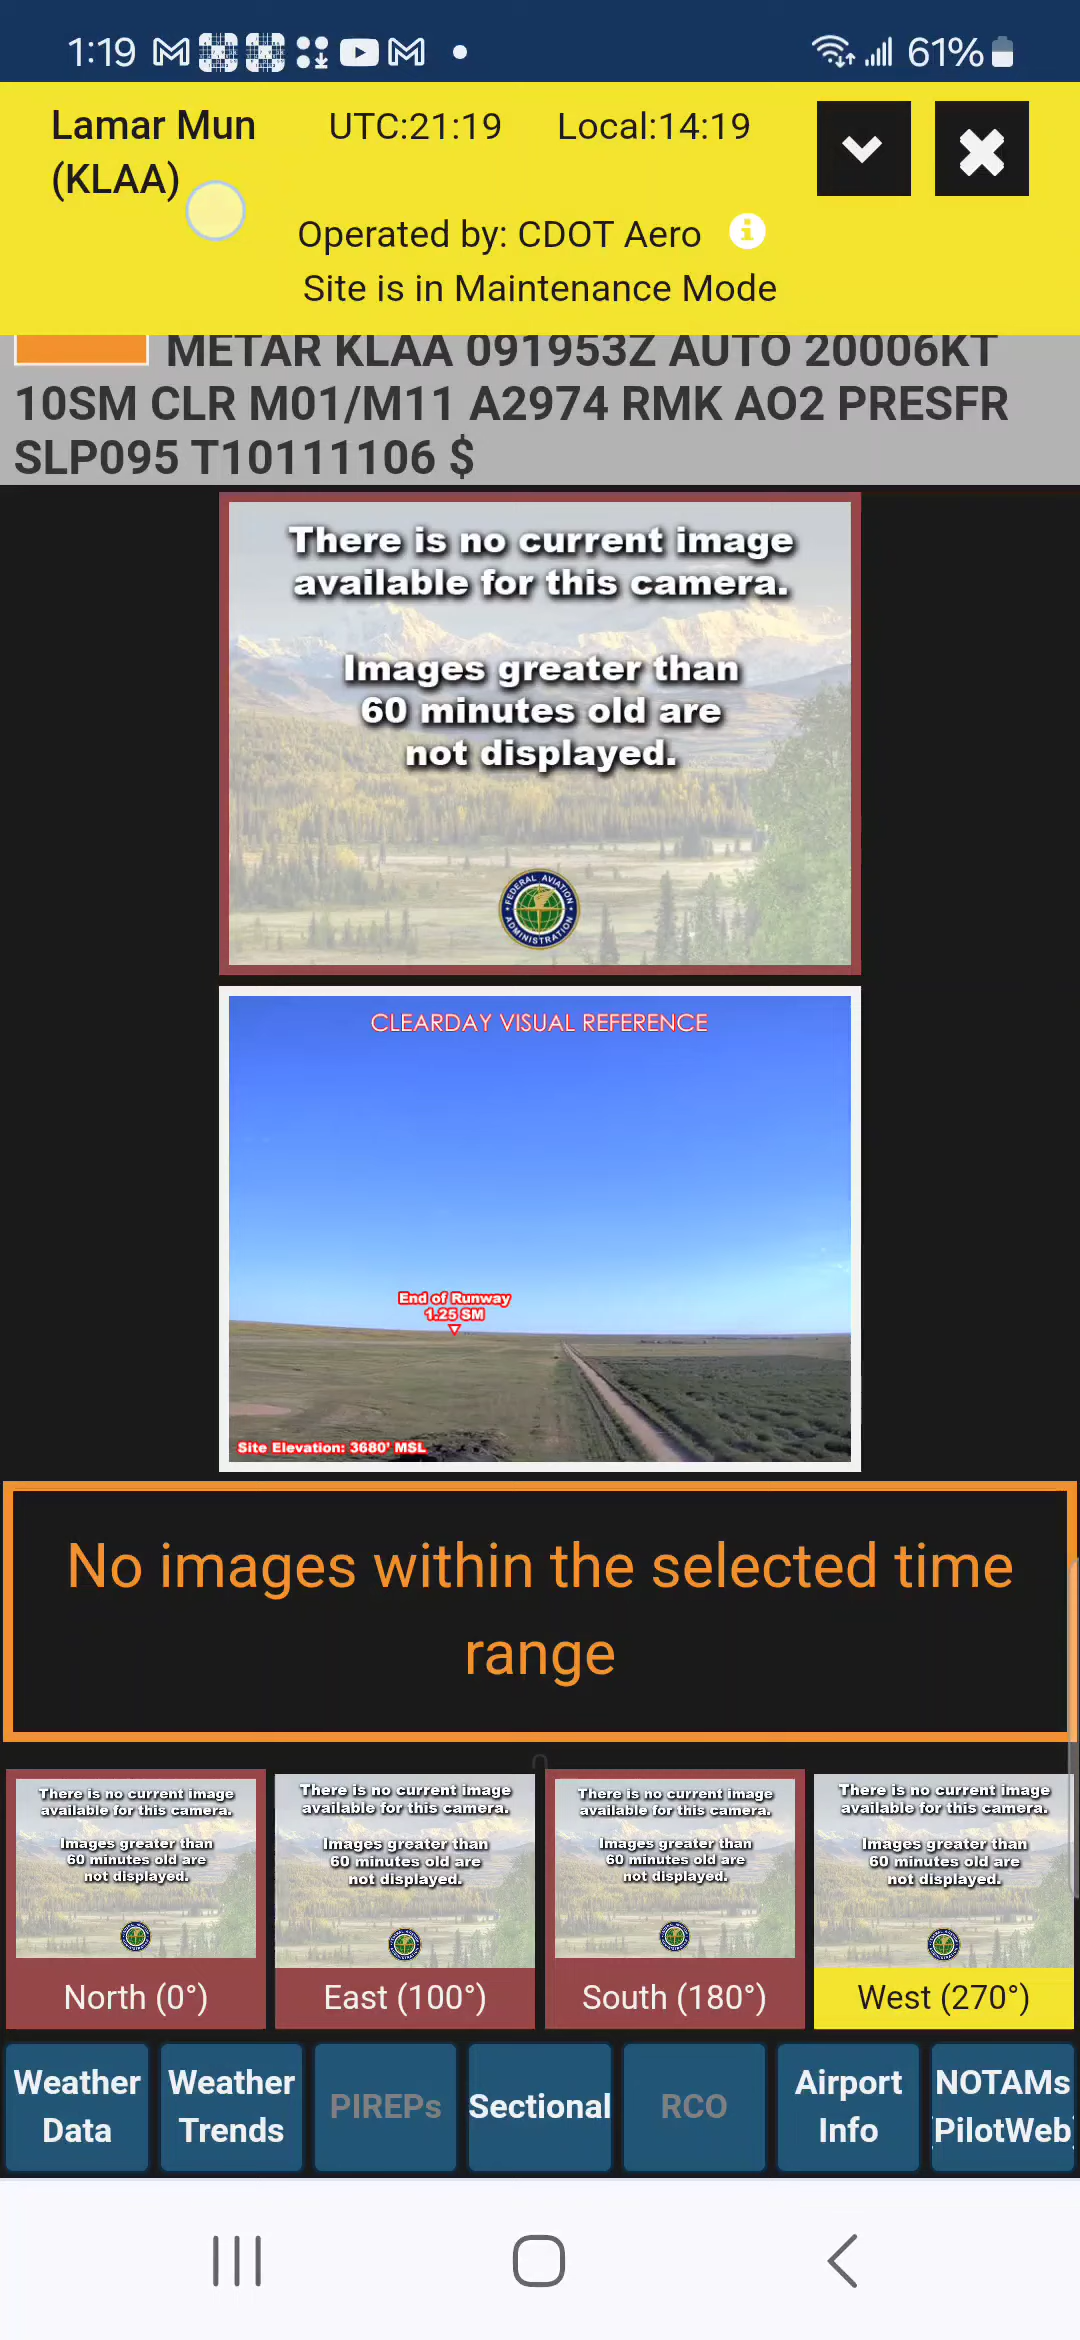 1:19
61%
Lamar Mun
(KLAA)
UTC:21:19
Local:14:19
Operated by: CDOT Aero
Site is in Maintenance Mode
METAR KLAA 091953Z AUTO 20006KT
10SM CLR M01/M11 A2974 RMK AO2 PRESFR
SLP095 T10111106 $
There is no current image
available for this camera.
Images greater than
60 minutes old are
not displayed.
FEDERAL AVIATION
ADMINISTRATION
CLEARDAY VISUAL REFERENCE
End of Runway
1.25 SM
Site Elevation: 3680' MSL
No images within the selected time
range
There is no current image
available for this camera.
Images greater than
60 minutes old are
not displayed.
North (0°)
There is no current image
available for this camera.
Images greater than
60 minutes old are
not displayed.
East (100°)
There is no current image
available for this camera.
Images greater than
60 minutes old are
not displayed.
South (180°)
There is no current image
available for this camera.
Images greater than
60 minutes old are
not displayed.
West (270°)
Weather
Data
Weather
Trends
PIREPs
Sectional
RCO
Airport
Info
NOTAMs
PilotWeb